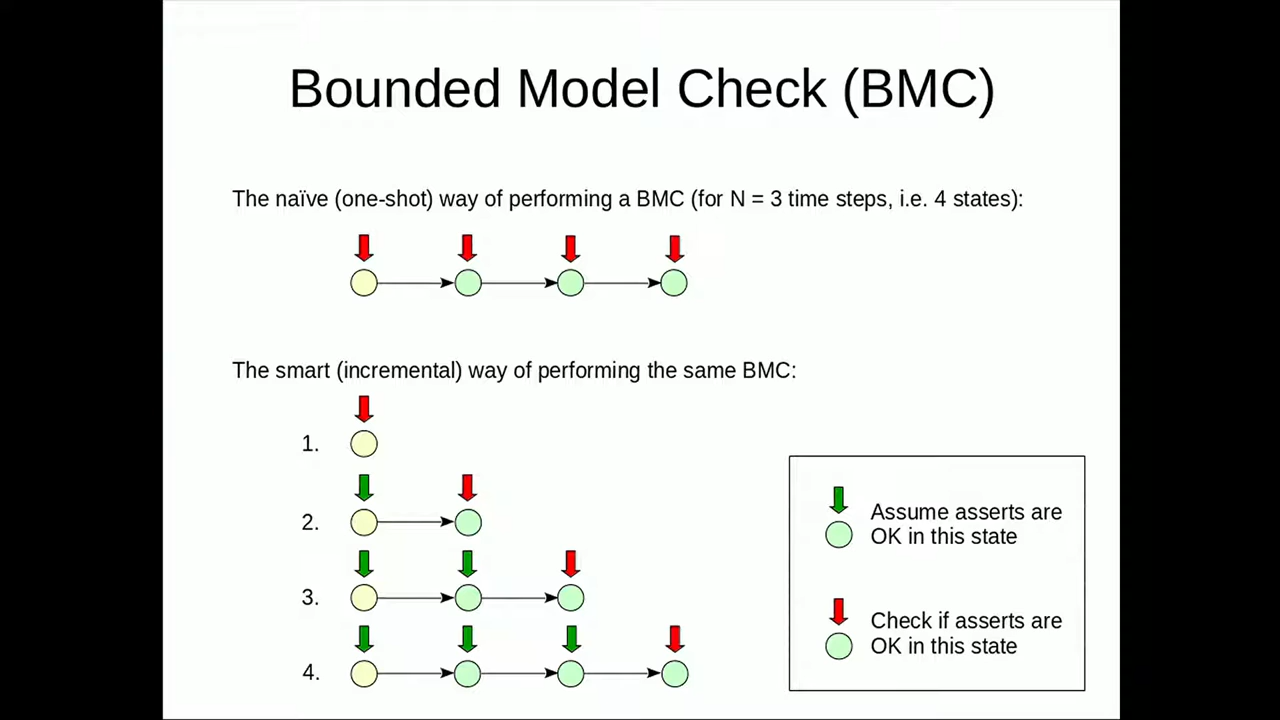 Bounded Model Check (BMC)
The naïve (one-shot) way of performing a BMC (for N = 3 time steps, i.e. 4 states):
The smart (incremental) way of performing the same BMC:
1.
2.
3.
4.
Assume asserts are
OK in this state
Check if asserts are
OK in this state